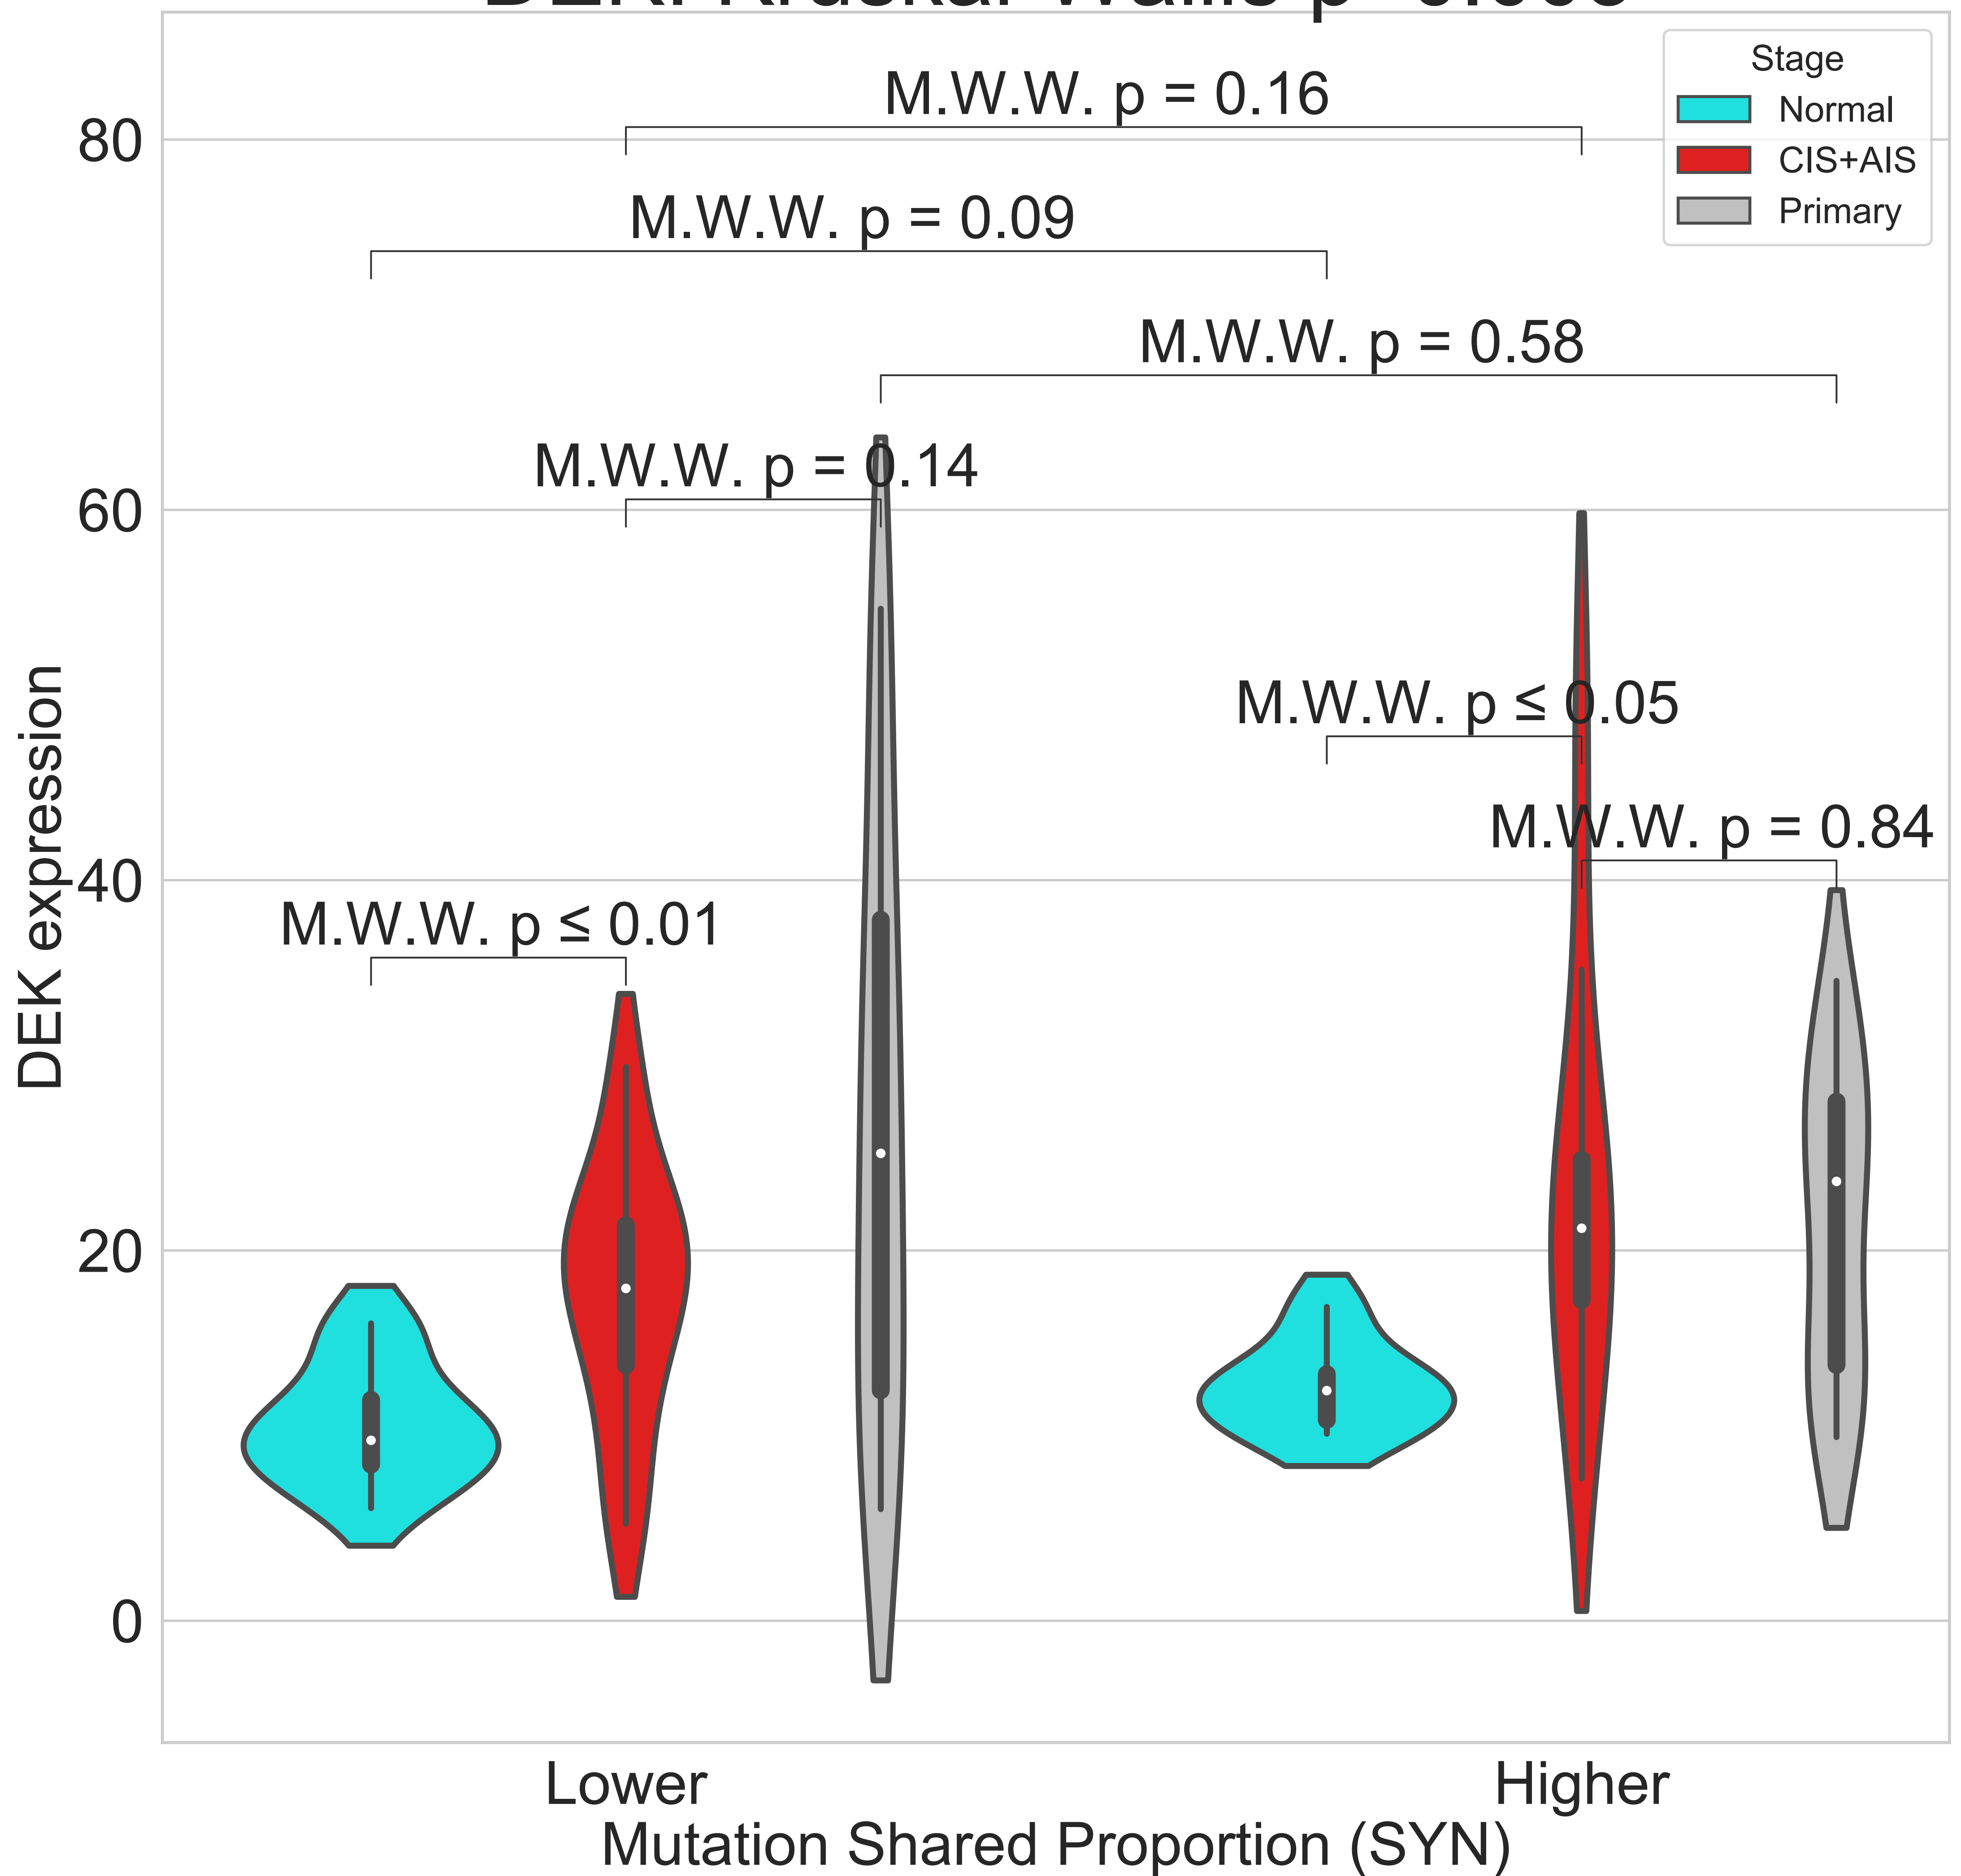 Stage
Normal
CIS+AIS
Primary
M.W.W. p = 0.16
M.W.W. p = 0.09
M.W.W. p = 0.58
M.W.W. p = 0.14
M.W.W. p ≤ 0.05
M.W.W. p = 0.84
M.W.W. p ≤ 0.01
80
60
40
20
0
DEK expression
Lower
Higher
Mutation Shared Proportion (SYN)